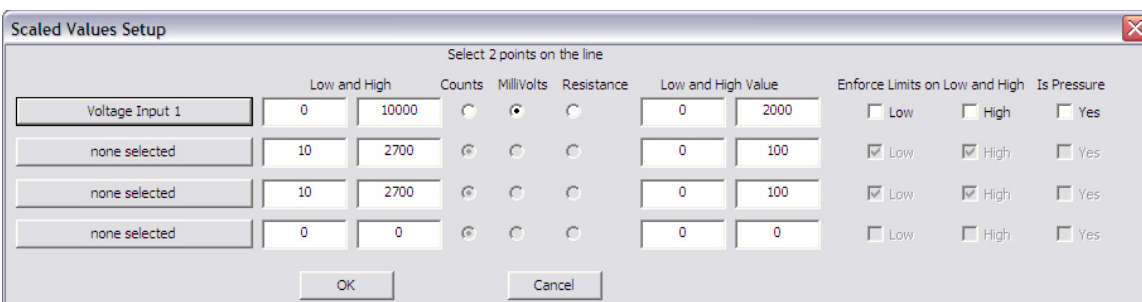 Scaled Values Setup
Select 2 points on the line
Low and High Counts MilliVolts Resistance Low and High Value Enforce Limits on Low and High Is Pressure
Voltage Input 1 0 10000 0 2000 Low High Yes
none selected 10 2700 0 100 Low High Yes
none selected 10 2700 0 100 Low High Yes
none selected 0 0 0 0 Low High Yes
OK Cancel